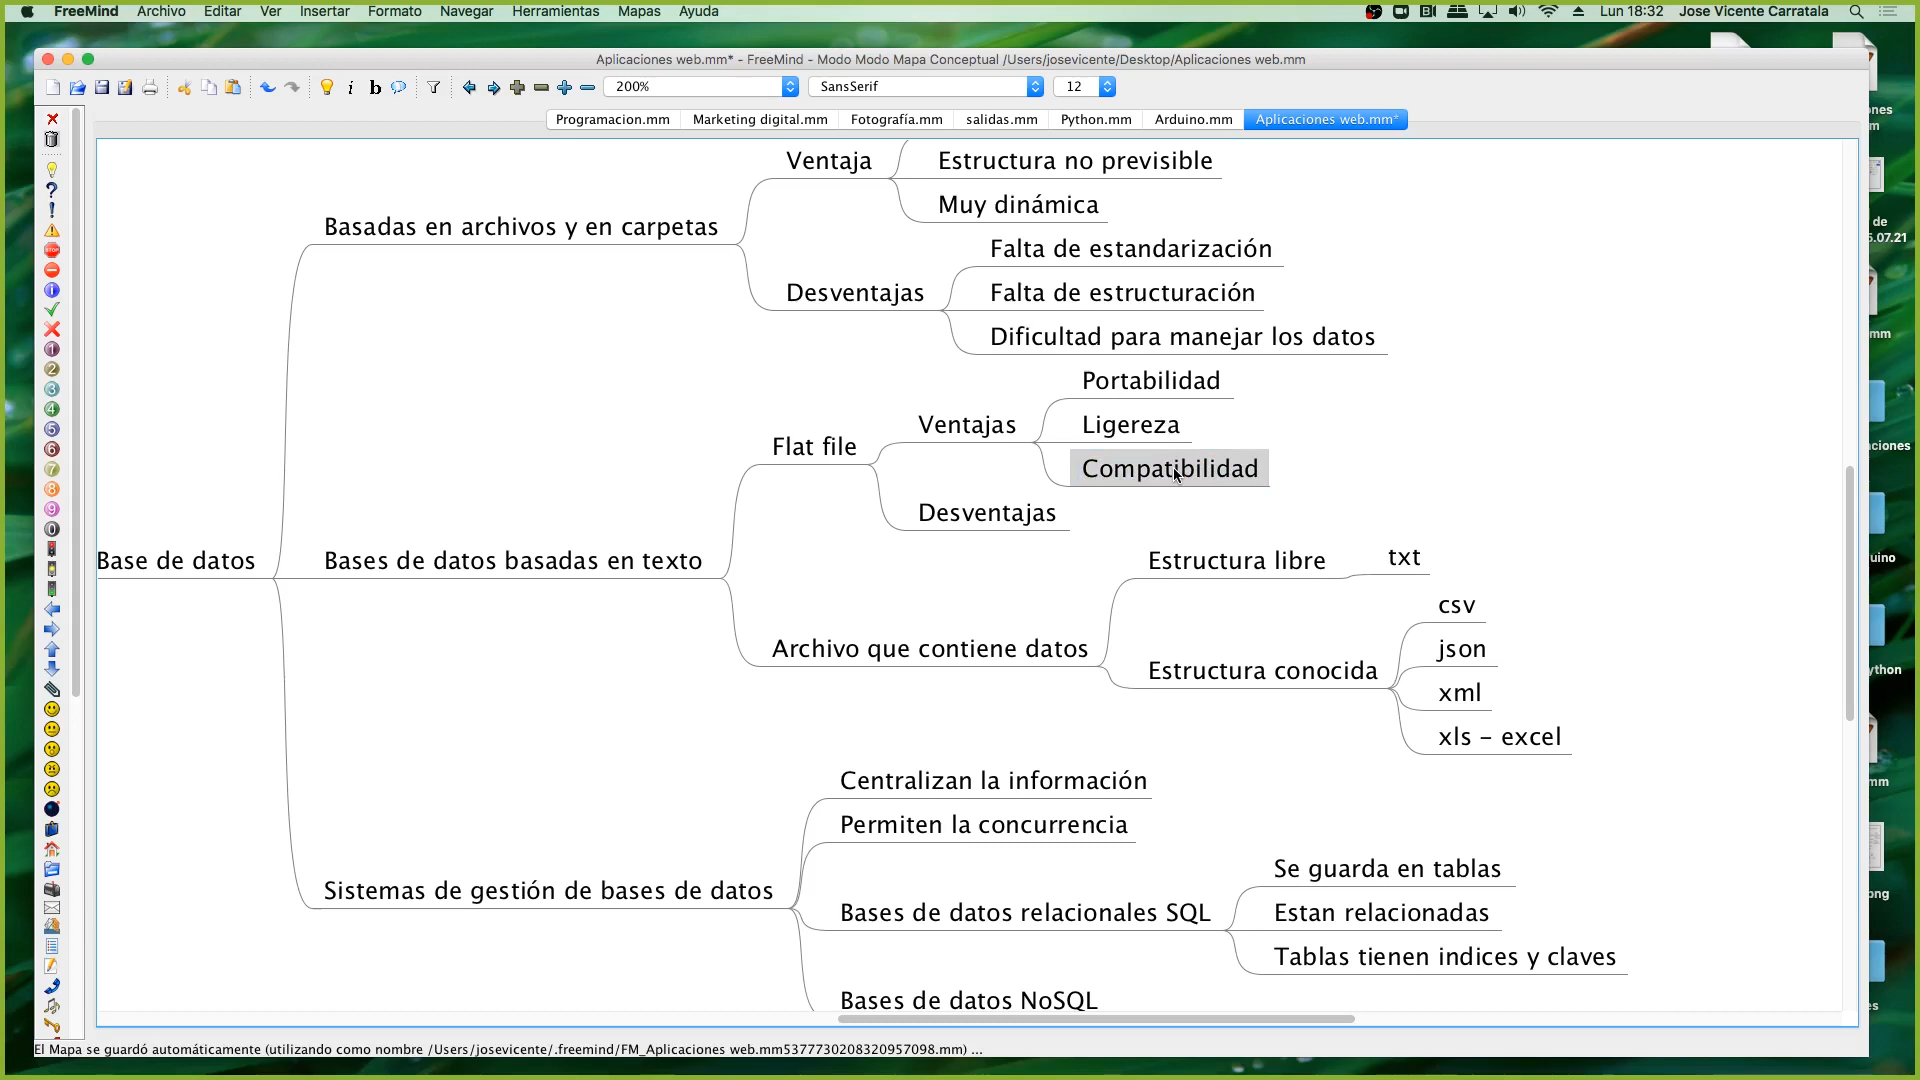 FreeMind Archivo Editar Ver Insertar Formato Navegar Herramientas Mapas Ayuda Lun 18:32 Jose Vicente Carratala
Aplicaciones web.mm* - FreeMind - Modo Modo Mapa Conceptual /Users/josevicente/Desktop/Aplicaciones web.mm
200% SansSerif 12
Programacion.mm Marketing digital.mm Fotografía.mm salidas.mm Python.mm Arduino.mm Aplicaciones web.mm*
Ventaja
Estructura no previsible
Muy dinámica
Basadas en archivos y en carpetas
Falta de estandarización
Desventajas
Falta de estructuración
Dificultad para manejar los datos
Portabilidad
Ventajas
Ligereza
Flat file
Compatibilidad
Desventajas
Base de datos
Bases de datos basadas en texto
Estructura libre
txt
csv
Archivo que contiene datos
json
Estructura conocida
xml
xls - excel
Centralizan la información
Permiten la concurrencia
Se guarda en tablas
Sistemas de gestión de bases de datos
Bases de datos relacionales SQL
Estan relacionadas
Tablas tienen indices y claves
Bases de datos NoSQL
El Mapa se guardó automáticamente (utilizando como nombre /Users/josevicente/.freemind/FM_Aplicaciones web.mm5377730208320957098.mm) ...